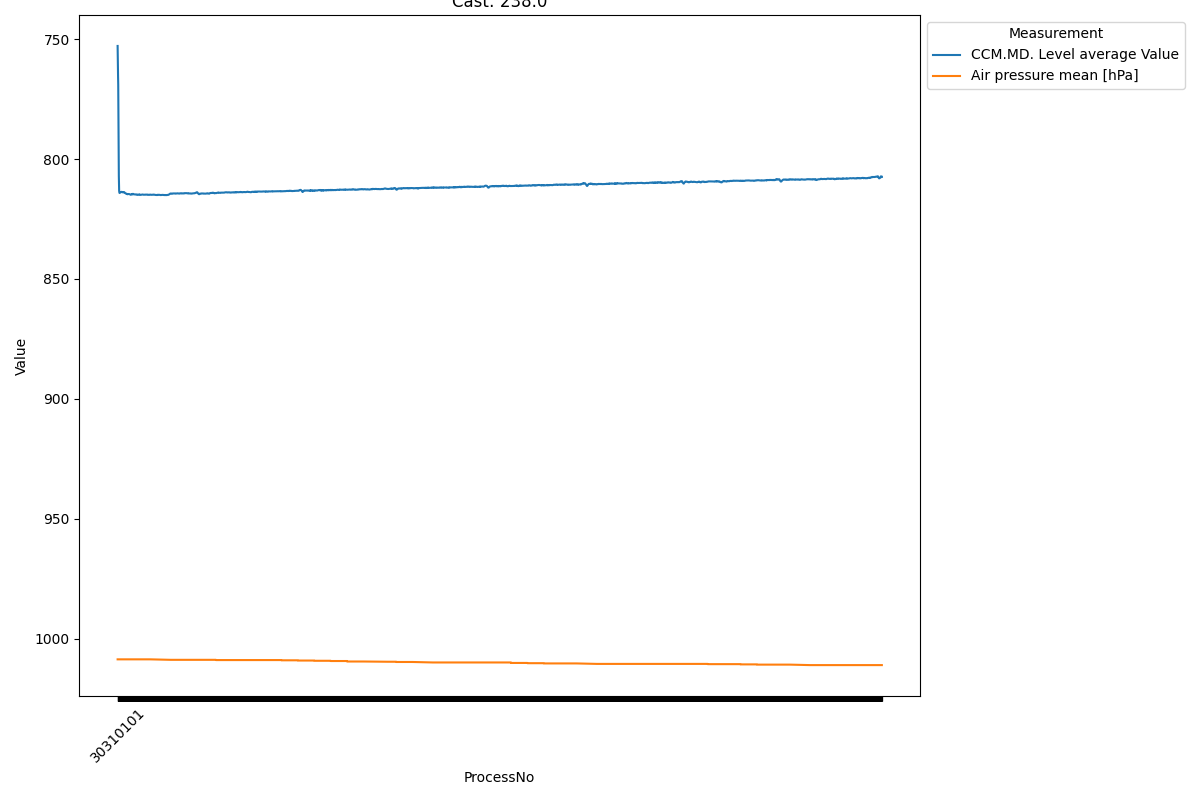 Cast: 238.0
Measurement
CCM.MD. Level average Value
Air pressure mean [hPa]
750
800
850
900
950
1000
Value
30310101
ProcessNo